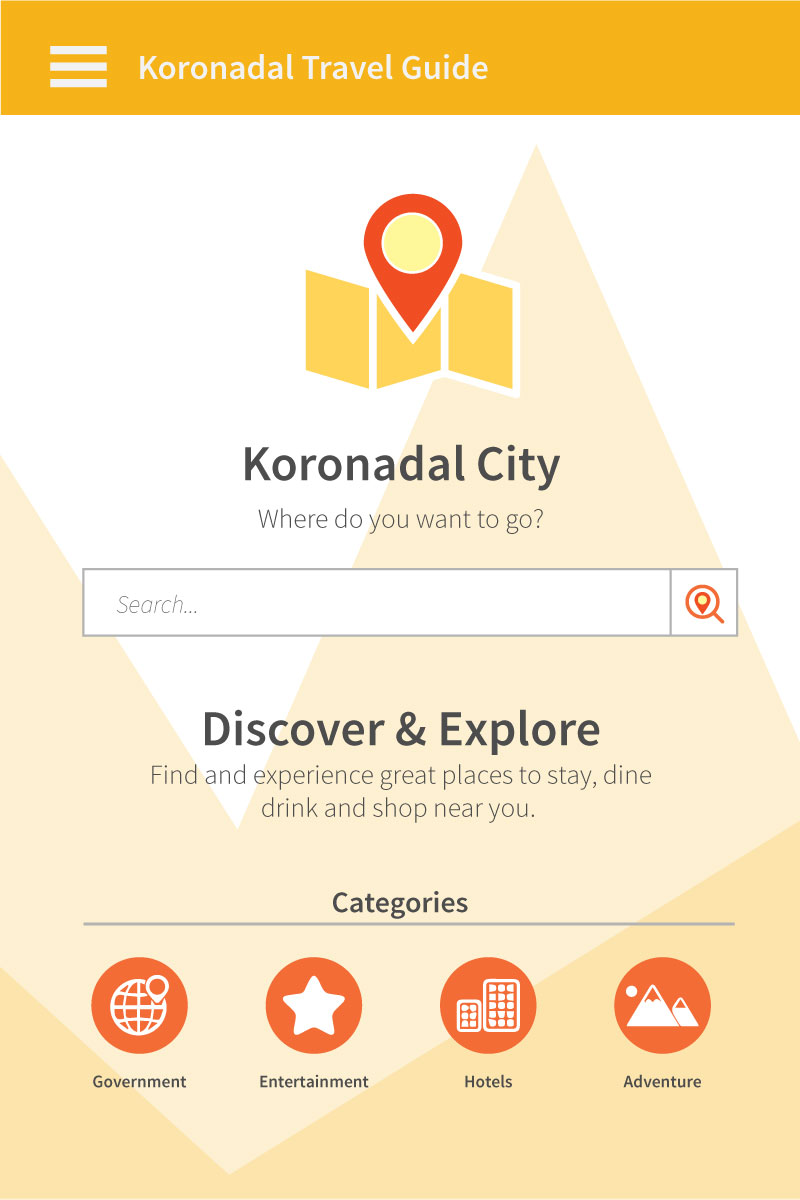 Koronadal Travel Guide
Koronadal City
Where do you want to go?
Search...
Discover & Explore
Find and experience great places to stay, dine
drink and shop near you.
Categories
Government
Entertainment
Hotels
Adventure